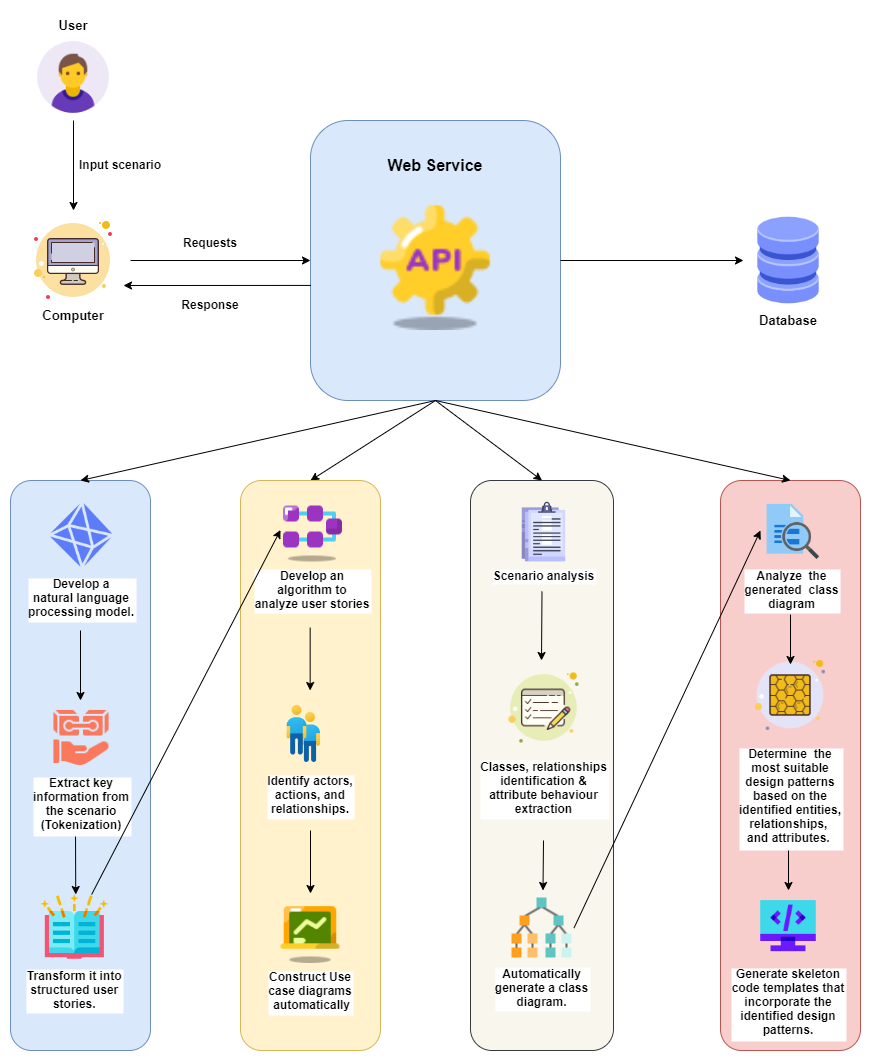 User
Input scenario
Computer
Requests
Response
Web Service
API
Database
Develop a
natural language
processing model.
Extract key
information from
the scenario
(Tokenization)
Transform it into
structured user
stories.
Develop an
algorithm to
analyze user stories
Identify actors,
actions, and
relationships.
Construct Use
case diagrams
automatically
Scenario analysis
Classes, relationships
identification &
attribute behaviour
extraction
Automatically
generate a class
diagram.
Analyze the
generated class
diagram
Determine the
most suitable
design patterns
based on the
identified entities,
relationships,
and attributes.
</>
Generate skeleton
code templates that
incorporate the
identified design
patterns.